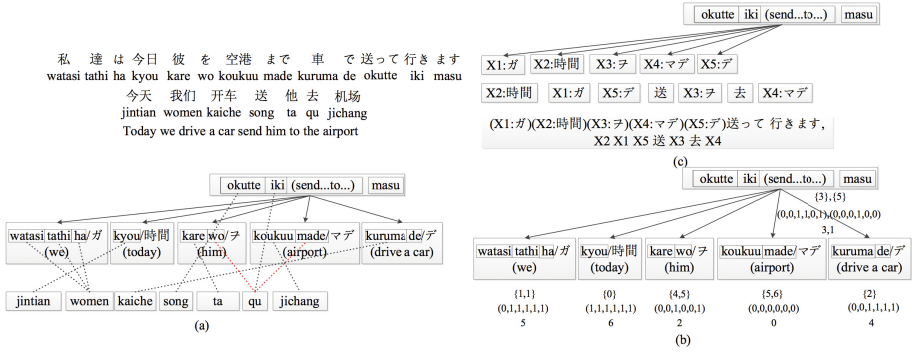 私 達 は 今日 彼 を 空港 まで 車 で 送って 行き ます
watasi tathi ha kyou kare wo koukuu made kuruma de okutte iki masu
今天 我们 开车 送 他 去 机场
jintian women kaiche song ta qu jichang
Today we drive a car send him to the airport
okutte iki (send...to...) masu
watasi tathi ha/ガ (we) kyou/時間 (today) kare wo/ヲ (him) koukuu made/マデ (airport) kuruma de/デ (drive a car)
jintian women kaiche song ta qu jichang
(a)
okutte iki (send...to...) masu
X1:ガ X2:時間 X3:ヲ X4:マデ X5:デ
X2:時間 X1:ガ X5:デ 送 X3:ヲ 去 X4:マデ
(X1:ガ)(X2:時間)(X3:ヲ)(X4:マデ)(X5:デ)送って 行きます,
X2 X1 X5 送 X3 去 X4
(c)
okutte iki (send...to...) masu
{3},{5}
(0,0,1,1,0,1),(0,0,0,1,0,0)
3,1
watasi tathi ha/ガ (we) kyou/時間 (today) kare wo/ヲ (him) koukuu made/マデ (airport) kuruma de/デ (drive a car)
{1,1} {0} {4,5} {5,6} {2}
(0,1,1,1,1,1) (1,1,1,1,1,1) (0,0,1,0,0,1) (0,0,0,0,0,0) (0,0,1,1,1,1)
5 6 2 0 4
(b)